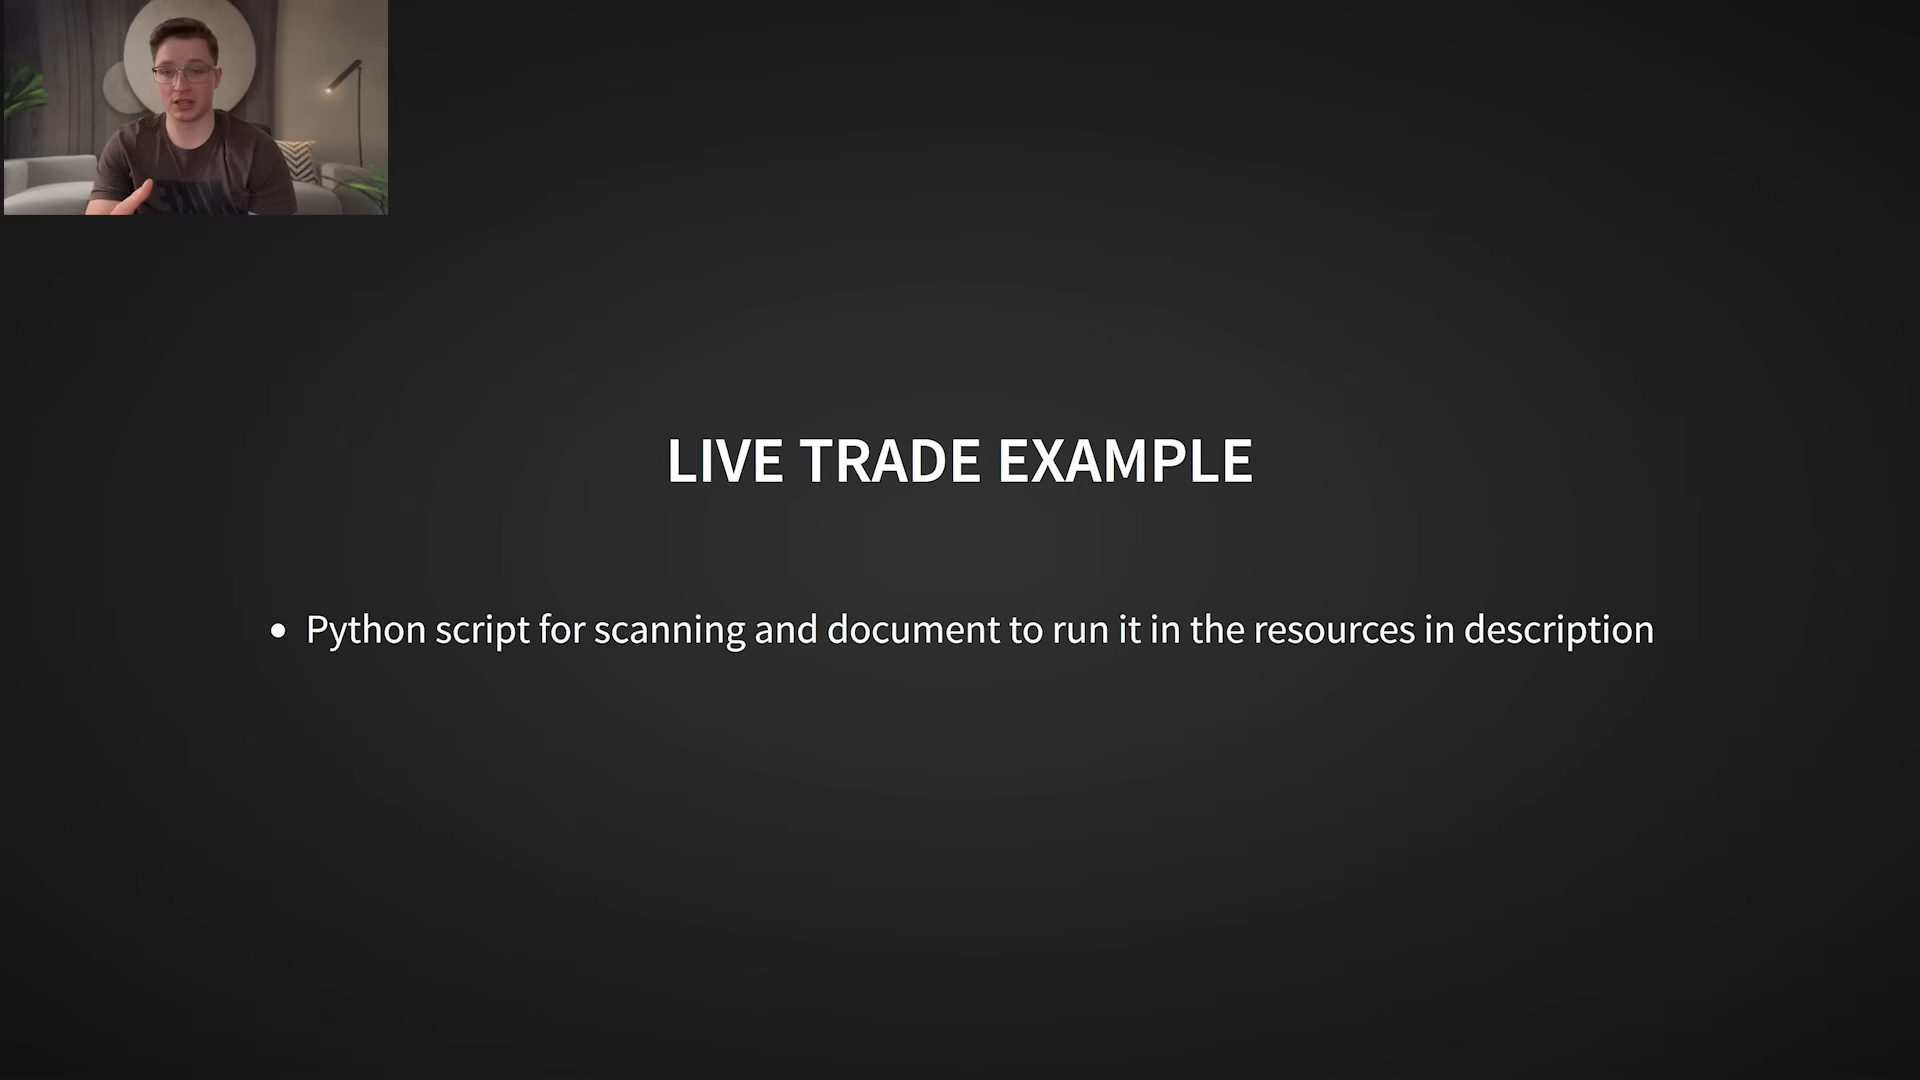 LIVE TRADE EXAMPLE
• Python script for scanning and document to run it in the resources in description